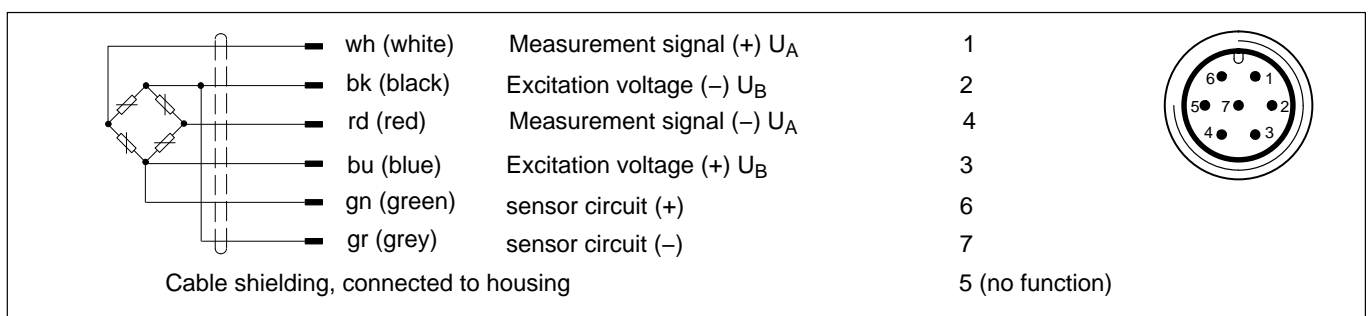 wh (white) Measurement signal (+) UA 1
bk (black) Excitation voltage (−) UB 2
rd (red) Measurement signal (−) UA 4
bu (blue) Excitation voltage (+) UB 3
gn (green) sensor circuit (+) 6
gr (grey) sensor circuit (−) 7
Cable shielding, connected to housing 5 (no function)
6 1
5 7 2
4 3